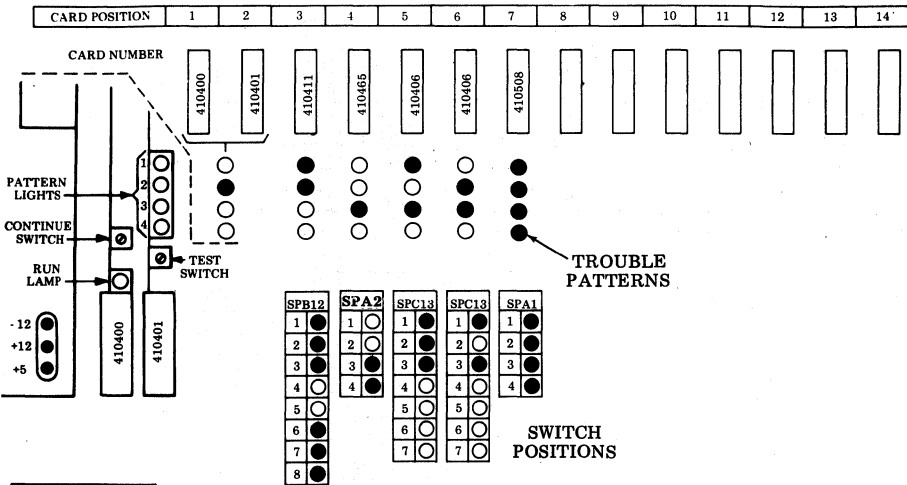 CARD POSITION 1 2 3 4 5 6 7 8 9 10 11 12 13 14
CARD NUMBER
410400 410401 410411 410465 410406 410406 410508
PATTERN
LIGHTS
1
2
3
4
CONTINUE
SWITCH
TEST
SWITCH
RUN
LAMP
TROUBLE
PATTERNS
- 12
+12
+5
410400 410401
SPB12
1
2
3
4
5
6
7
8
SPA2
1
2
3
4
SPC13
1
2
3
4
5
6
7
SPC13
1
2
3
4
5
6
7
SPA1
1
2
3
4
SWITCH
POSITIONS